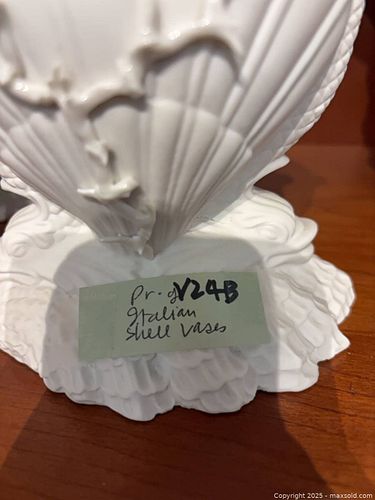 Pr. of V24B
Italian
shell vases
Copyright © 2025 - maxsold.com